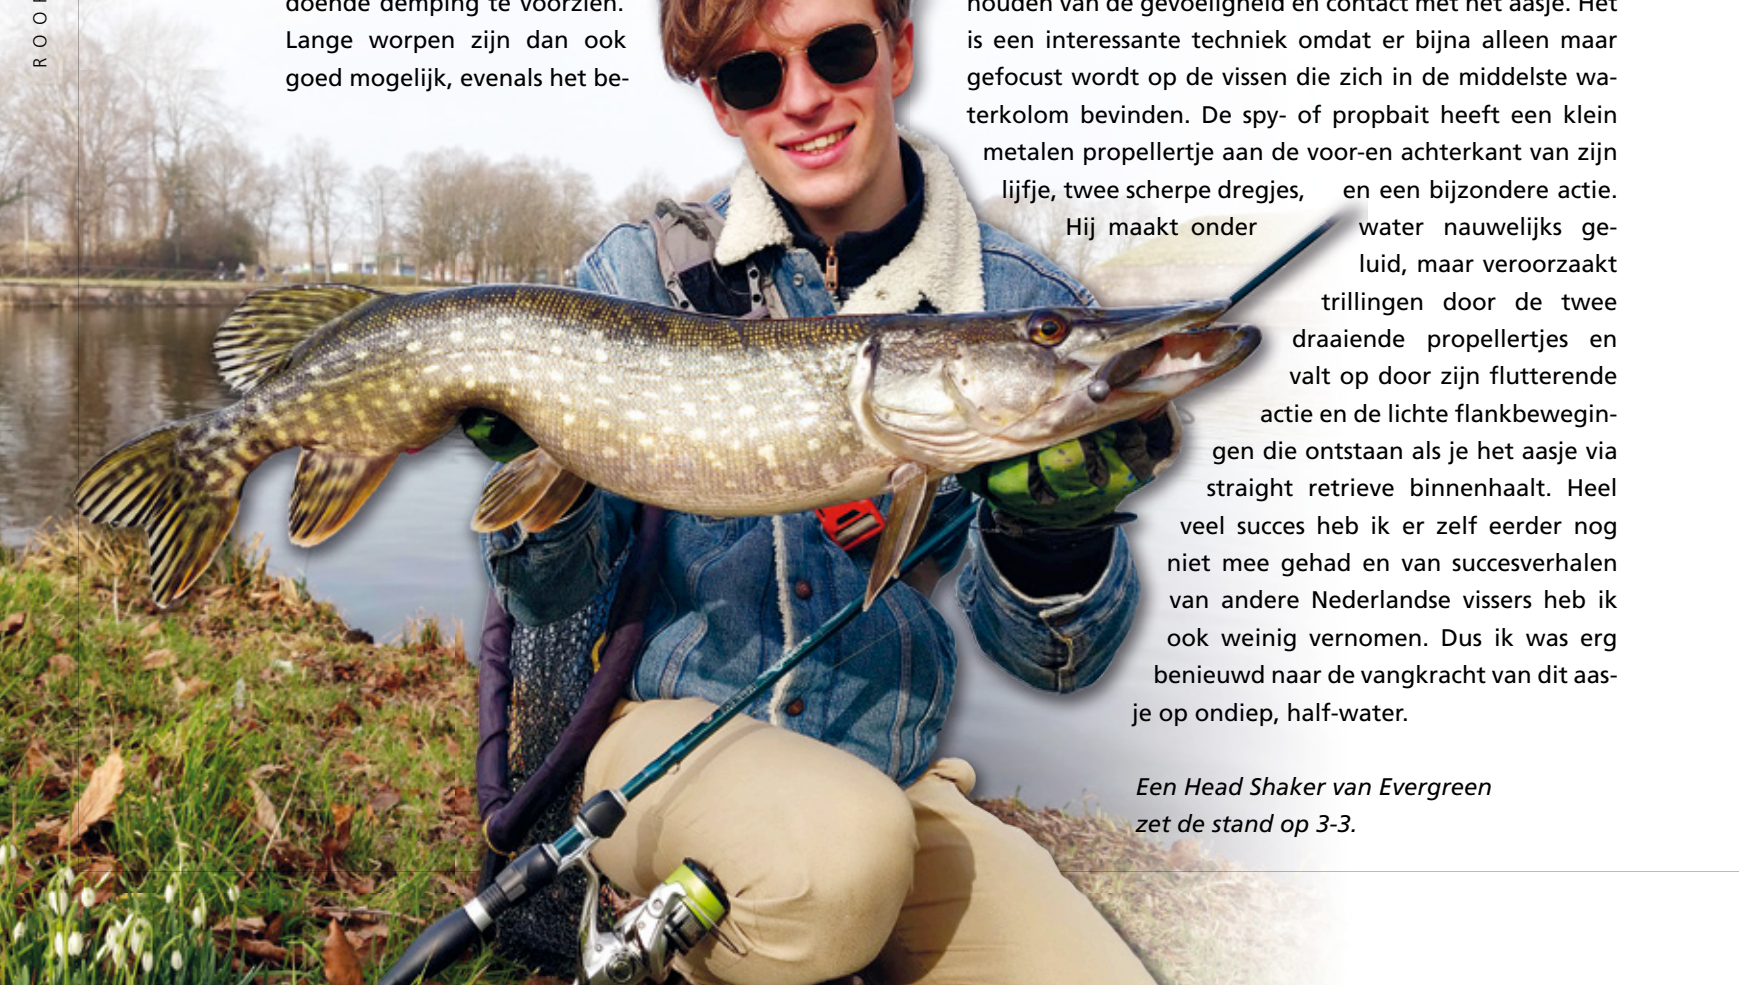 ROOF
doende demping te voorzien.
Lange worpen zijn dan ook
goed mogelijk, evenals het be-
houden van de gevoeligheid en contact met het aasje. Het
is een interessante techniek omdat er bijna alleen maar
gefocust wordt op de vissen die zich in de middelste wa-
terkolom bevinden. De spy- of propbait heeft een klein
metalen propellertje aan de voor-en achterkant van zijn
lijfje, twee scherpe dregjes, en een bijzondere actie.
Hij maakt onder water nauwelijks ge-
luid, maar veroorzaakt
trillingen door de twee
draaiende propellertjes en
valt op door zijn flutterende
actie en de lichte flankbewegin-
gen die ontstaan als je het aasje via
straight retrieve binnenhaalt. Heel
veel succes heb ik er zelf eerder nog
niet mee gehad en van succesverhalen
van andere Nederlandse vissers heb ik
ook weinig vernomen. Dus ik was erg
benieuwd naar de vangkracht van dit aas-
je op ondiep, half-water.
Een Head Shaker van Evergreen
zet de stand op 3-3.